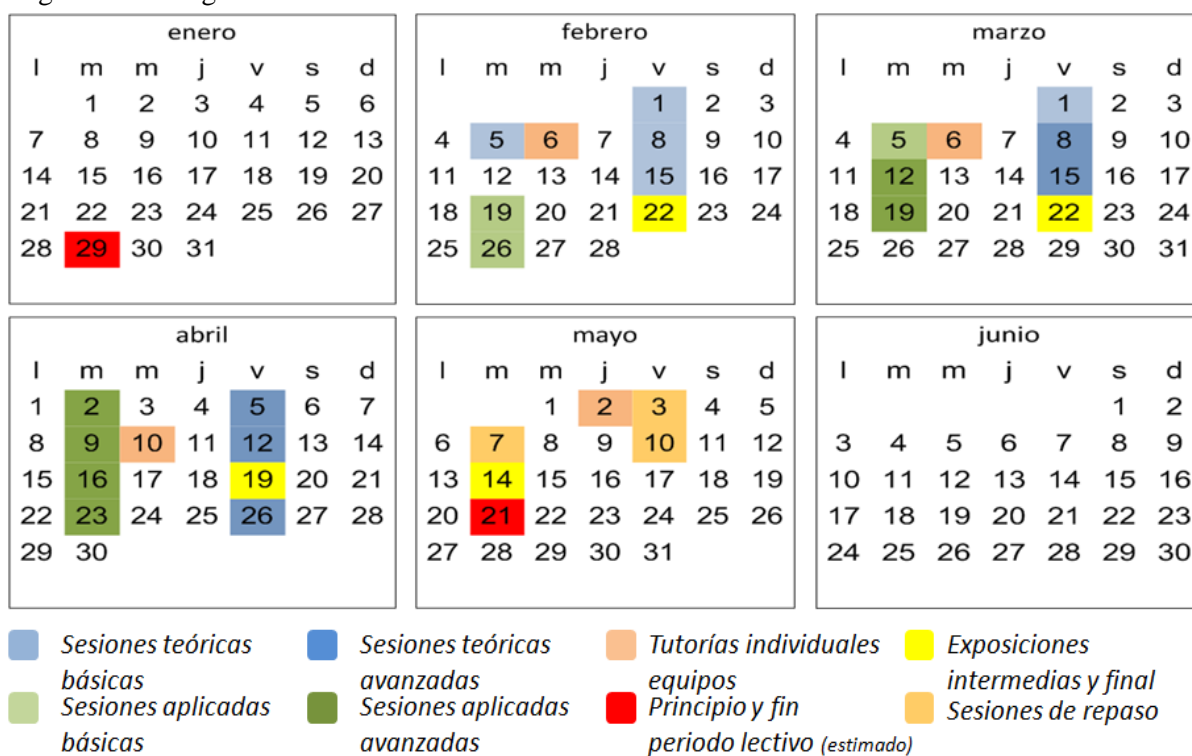 enero
l m m j v s d
1 2 3 4 5 6
7 8 9 10 11 12 13
14 15 16 17 18 19 20
21 22 23 24 25 26 27
28 29 30 31
febrero
l m m j v s d
1 2 3
4 5 6 7 8 9 10
11 12 13 14 15 16 17
18 19 20 21 22 23 24
25 26 27 28
marzo
l m m j v s d
1 2 3
4 5 6 7 8 9 10
11 12 13 14 15 16 17
18 19 20 21 22 23 24
25 26 27 28 29 30 31
abril
l m m j v s d
1 2 3 4 5 6 7
8 9 10 11 12 13 14
15 16 17 18 19 20 21
22 23 24 25 26 27 28
29 30
mayo
l m m j v s d
1 2 3 4 5
6 7 8 9 10 11 12
13 14 15 16 17 18 19
20 21 22 23 24 25 26
27 28 29 30 31
junio
l m m j v s d
1 2
3 4 5 6 7 8 9
10 11 12 13 14 15 16
17 18 19 20 21 22 23
24 25 26 27 28 29 30
Sesiones teóricas
básicas
Sesiones teóricas
avanzadas
Tutorías individuales
equipos
Exposiciones
intermedias y final
Sesiones aplicadas
básicas
Sesiones aplicadas
avanzadas
Principio y fin
periodo lectivo (estimado)
Sesiones de repaso